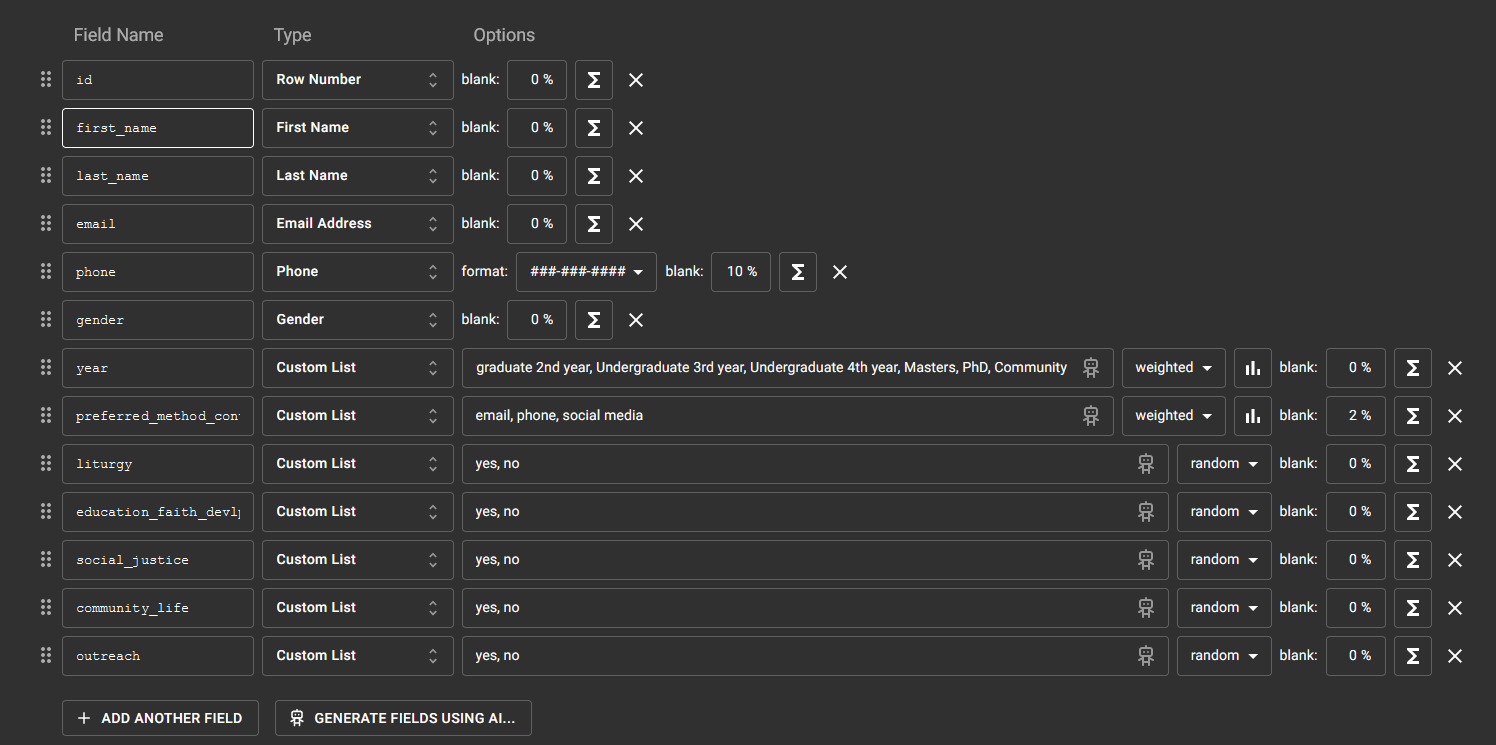 Field Name Type Options
id Row Number blank: 0 %
first_name First Name blank: 0 %
last_name Last Name blank: 0 %
email Email Address blank: 0 %
phone Phone format: ###-###-#### blank: 10 %
gender Gender blank: 0 %
year Custom List graduate 2nd year, Undergraduate 3rd year, Undergraduate 4th year, Masters, PhD, Community weighted blank: 0 %
preferred_method_con Custom List email, phone, social media weighted blank: 2 %
liturgy Custom List yes, no random blank: 0 %
education_faith_devl Custom List yes, no random blank: 0 %
social_justice Custom List yes, no random blank: 0 %
community_life Custom List yes, no random blank: 0 %
outreach Custom List yes, no random blank: 0 %
+ ADD ANOTHER FIELD GENERATE FIELDS USING AI...